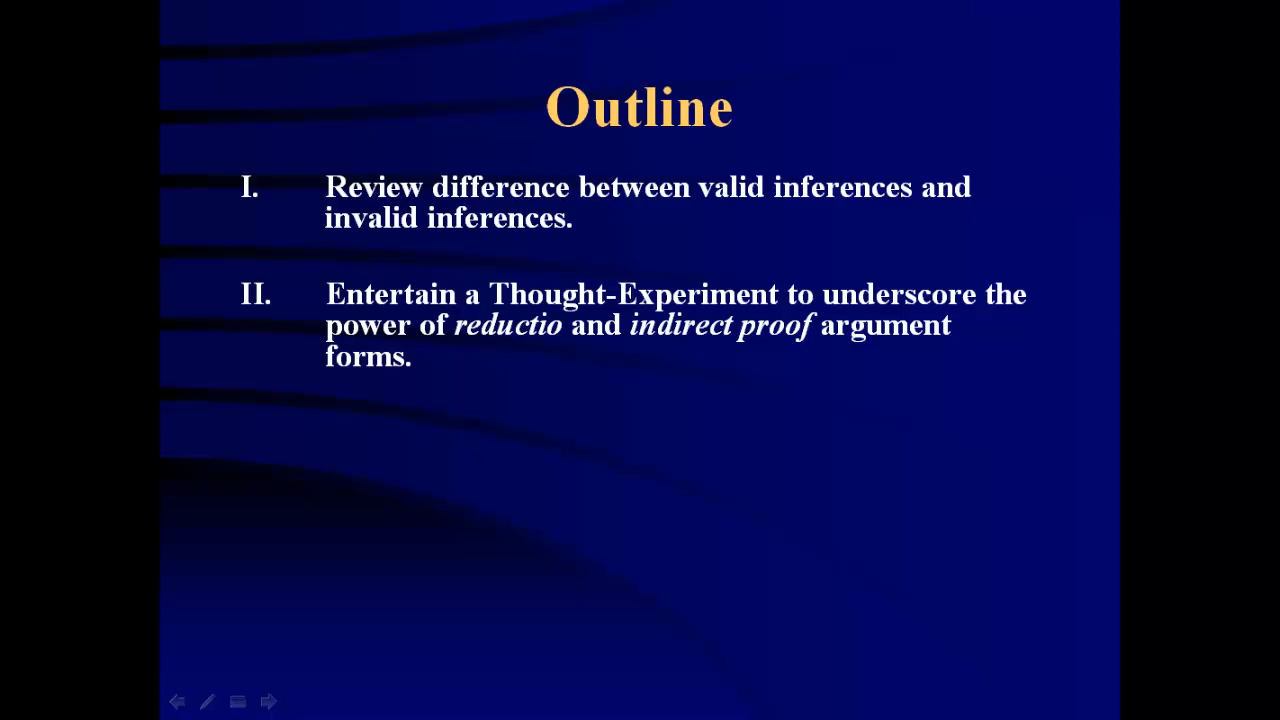 Outline
I. Review difference between valid inferences and
invalid inferences.
II. Entertain a Thought-Experiment to underscore the
power of reductio and indirect proof argument
forms.